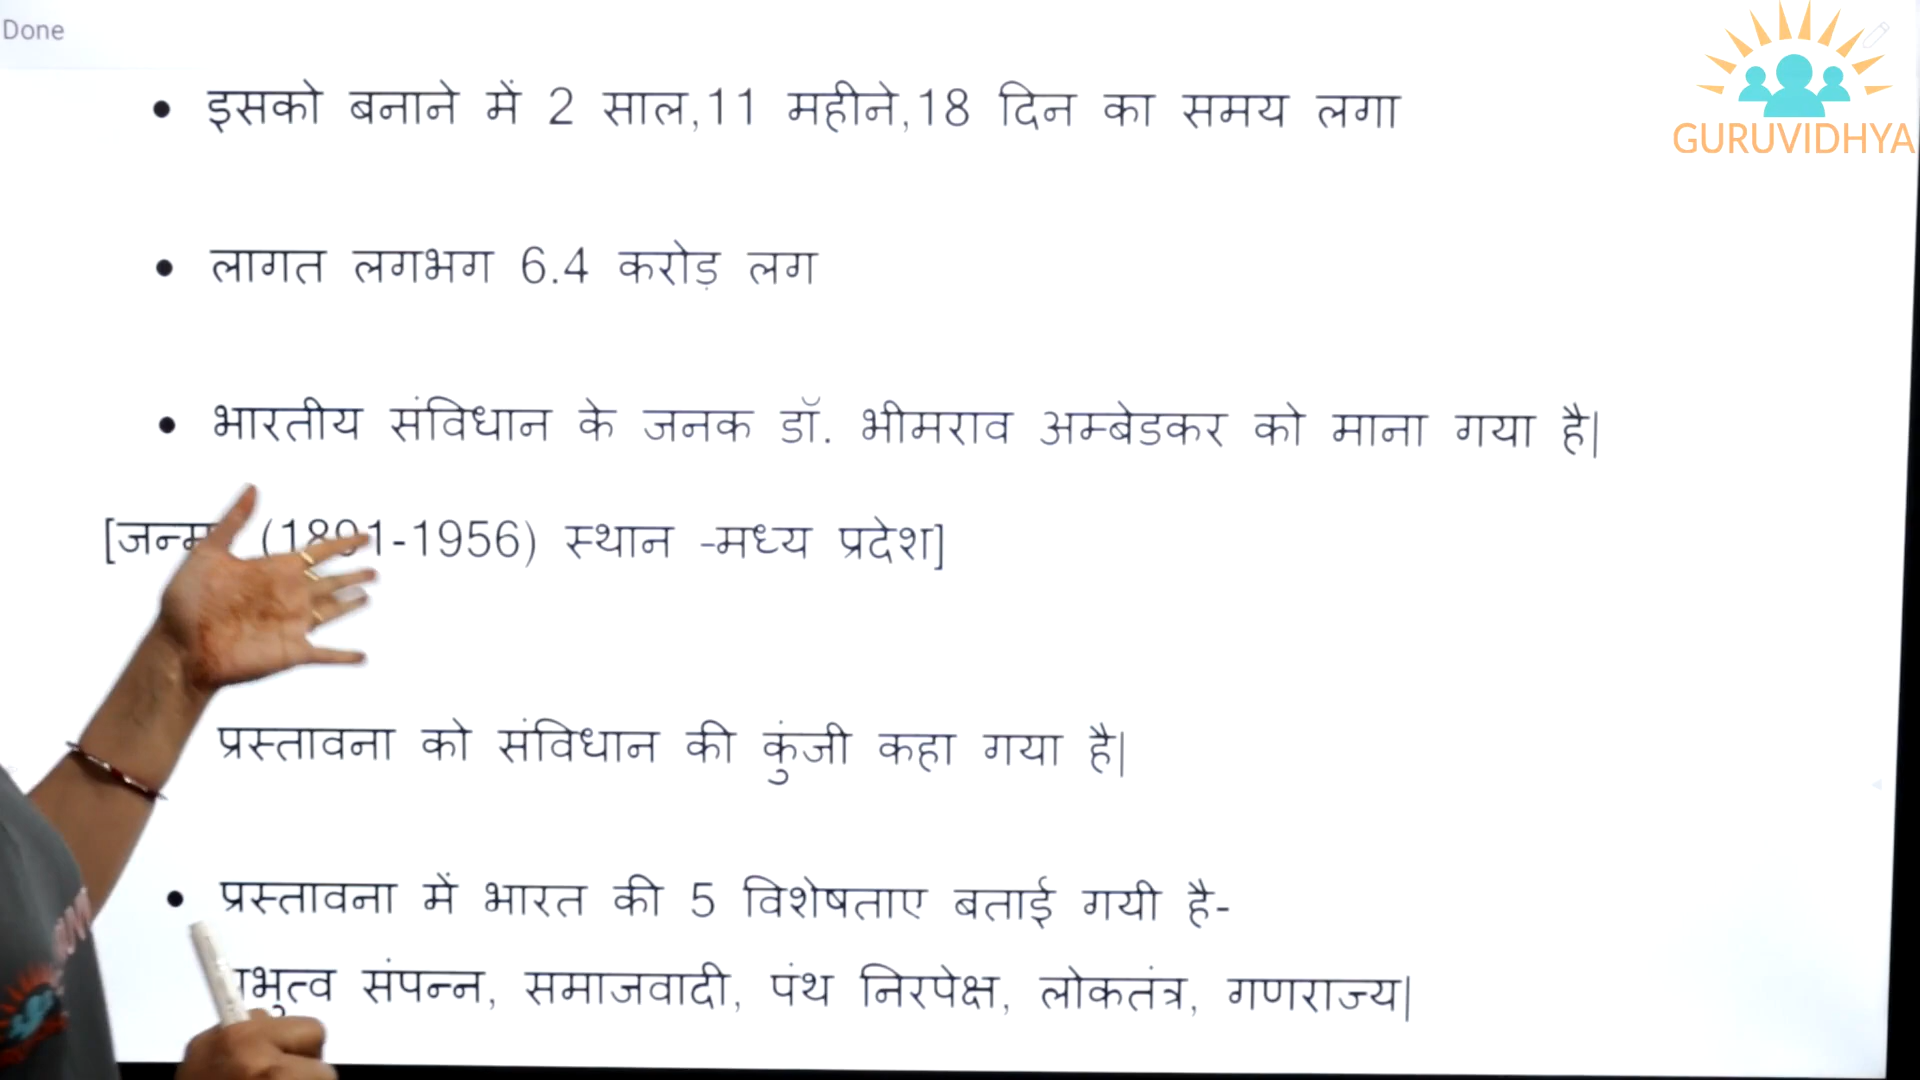 Done
GURUVIDHYA
• इसको बनाने में 2 साल,11 महीने,18 दिन का समय लगा
• लागत लगभग 6.4 करोड़ लग
• भारतीय संविधान के जनक डॉ. भीमराव अम्बेडकर को माना गया है|
[जन्म (1891-1956) स्थान -मध्य प्रदेश]
प्रस्तावना को संविधान की कुंजी कहा गया है|
• प्रस्तावना में भारत की 5 विशेषताए बताई गयी है-
संपन्न, समाजवादी, पंथ निरपेक्ष, लोकतंत्र, गणराज्य|